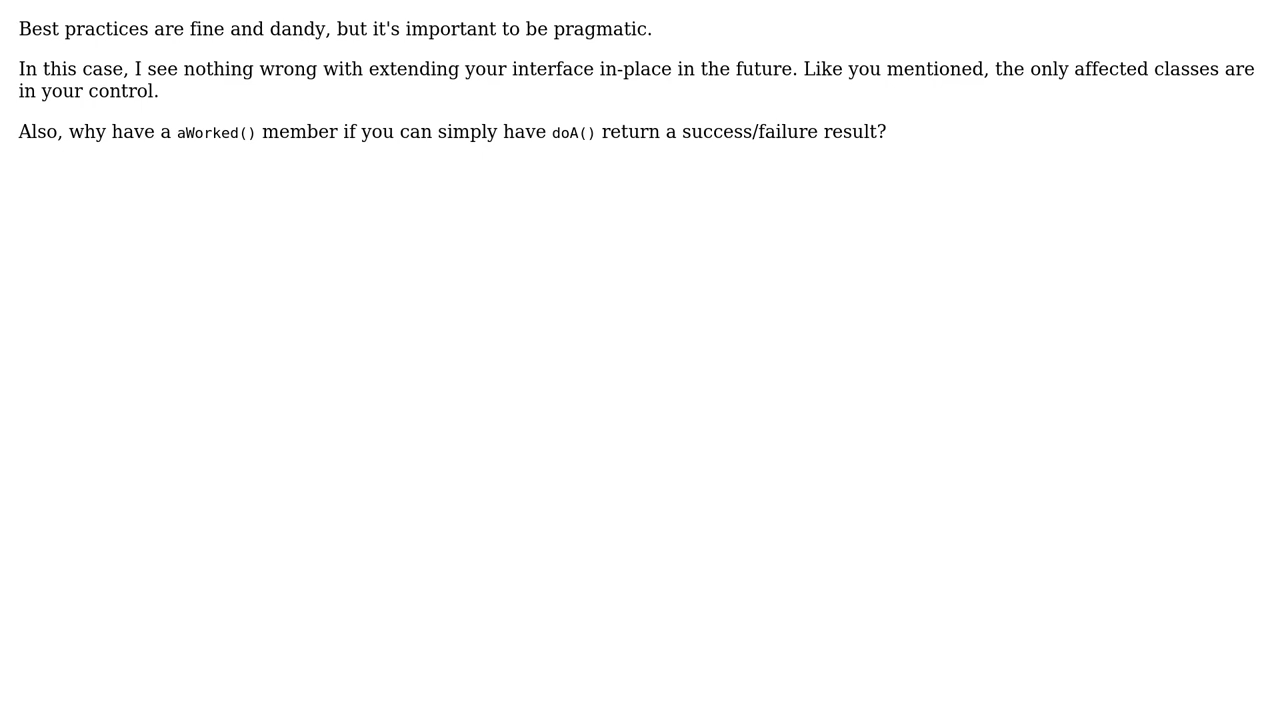 Best practices are fine and dandy, but it's important to be pragmatic.
In this case, I see nothing wrong with extending your interface in-place in the future. Like you mentioned, the only affected classes are
in your control.
Also, why have a aWorked() member if you can simply have doA() return a success/failure result?